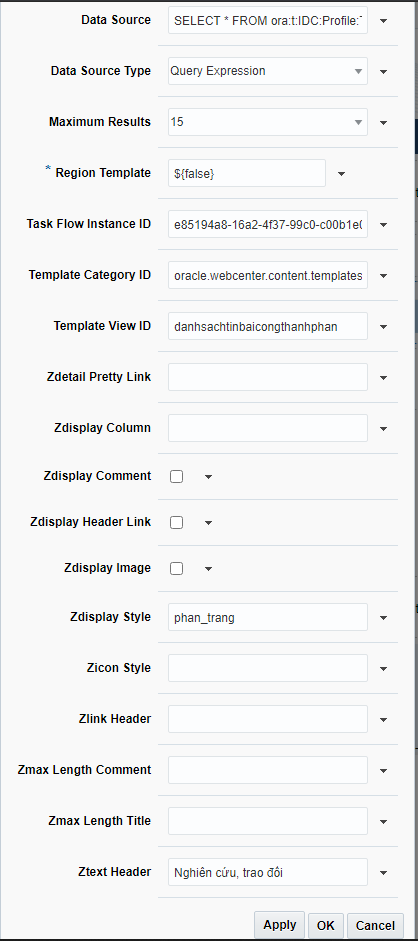 Data Source SELECT * FROM ora:t:IDC:Profile:
Data Source Type Query Expression
Maximum Results 15
* Region Template ${false}
Task Flow Instance ID e85194a8-16a2-4f37-99c0-c00b1e0
Template Category ID oracle.webcenter.content.templates
Template View ID danhsachtinbaicongthanhphan
Zdetail Pretty Link
Zdisplay Column
Zdisplay Comment
Zdisplay Header Link
Zdisplay Image
Zdisplay Style phan_trang
Zicon Style
Zlink Header
Zmax Length Comment
Zmax Length Title
Ztext Header Nghiên cứu, trao đổi
Apply OK Cancel